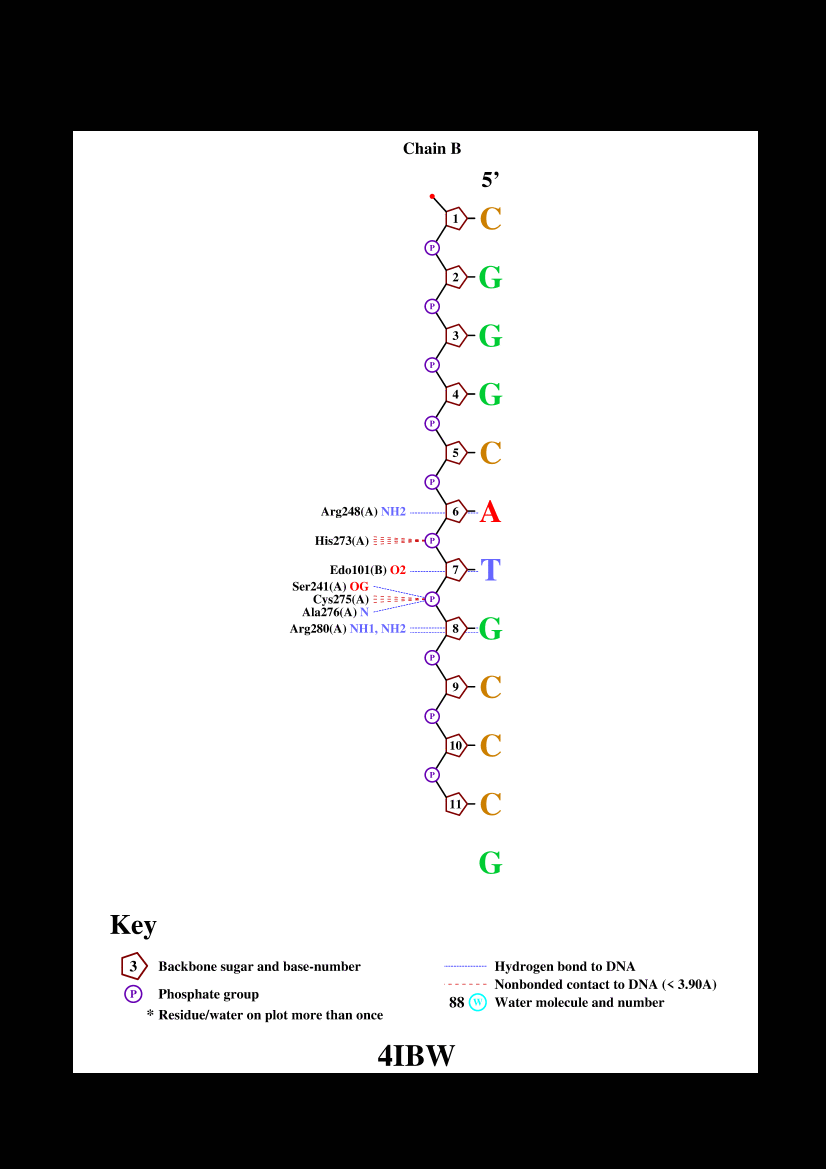 Chain B
5’
1 C
P
2 G
P
3 G
P
4 G
P
5 C
P
Arg248(A) NH2 6 A
His273(A) P
Edo101(B) O2 7 T
Ser241(A) OG
Cys275(A) P
Ala276(A) N
Arg280(A) NH1, NH2 8 G
P
9 C
P
10 C
P
11 C
G
Key
3 Backbone sugar and base-number
P Phosphate group
* Residue/water on plot more than once
Hydrogen bond to DNA
Nonbonded contact to DNA (< 3.90A)
88 W Water molecule and number
4IBW